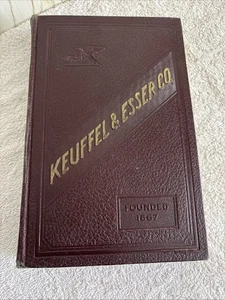 KEUFFEL & ESSER CO.
FOUNDED
1867